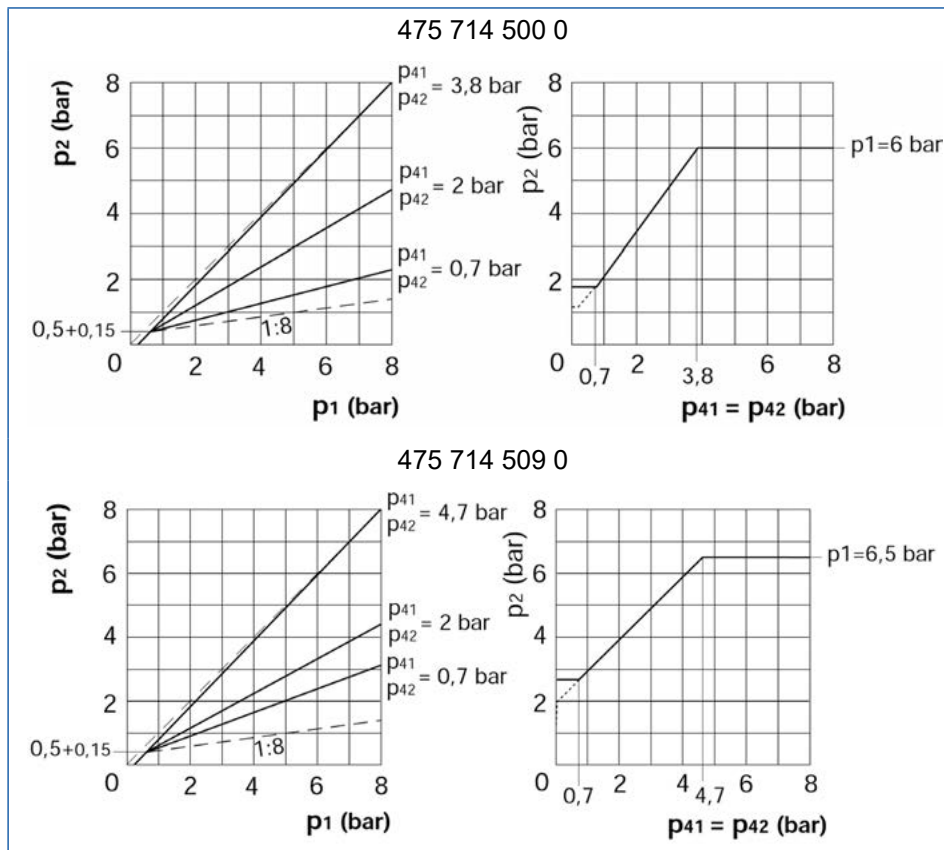 475 714 500 0
p2 (bar)
8
6
4
2
0
0,5+0,15
2
4
6
8
p1 (bar)
p41
p42 = 3,8 bar
p41
p42 = 2 bar
p41
p42 = 0,7 bar
1:8
p2 (bar)
8
6
4
2
0
0,7
2
3,8
4
6
8
p1=6 bar
p41 = p42 (bar)
475 714 509 0
p2 (bar)
8
6
4
2
0
0,5+0,15
2
4
6
8
p1 (bar)
p41
p42 = 4,7 bar
p41
p42 = 2 bar
p41
p42 = 0,7 bar
1:8
p2 (bar)
8
6
4
2
0
0,7
2
4
4,7
6
8
p1=6,5 bar
p41 = p42 (bar)